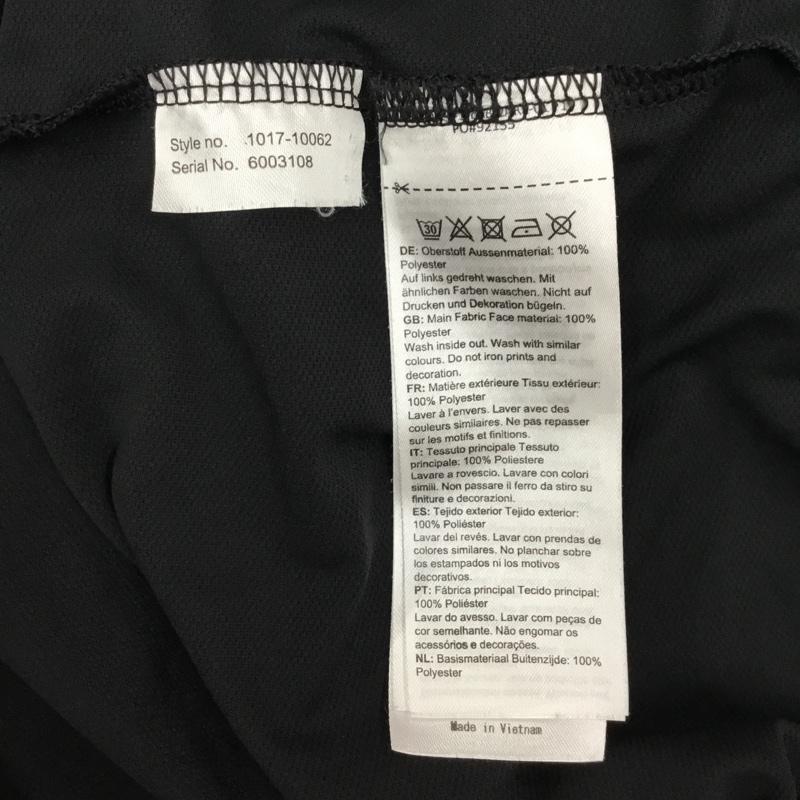 Style no. 1017-10062
Serial No. 6003108
PO#92155
30
DE: Oberstoff Aussenmaterial: 100%
Polyester
Auf links gedreht waschen. Mit
ähnlichen Farben waschen. Nicht auf
Drucken und Dekoration bügeln.
GB: Main Fabric Face material: 100%
Polyester
Wash inside out. Wash with similar
colours. Do not iron prints and
decoration.
FR: Matière extérieure Tissu extérieur:
100% Polyester
Laver à l'envers. Laver avec des
couleurs similaires. Ne pas repasser
sur les motifs et finitions.
IT: Tessuto principale Tessuto
principale: 100% Poliestere
Lavare a rovescio. Lavare con colori
simili. Non passare il ferro da stiro su
finiture e decorazioni.
ES: Tejido exterior Tejido exterior:
100% Poliéster
Lavar del revés. Lavar con prendas de
colores similares. No planchar sobre
los estampados ni los motivos
decorativos.
PT: Fábrica principal Tecido principal:
100% Poliéster
Lavar do avesso. Lavar com peças de
cor semelhante. Não engomar os
acessórios e decorações.
NL: Basismateriaal Buitenzijde: 100%
Polyester
Made in Vietnam